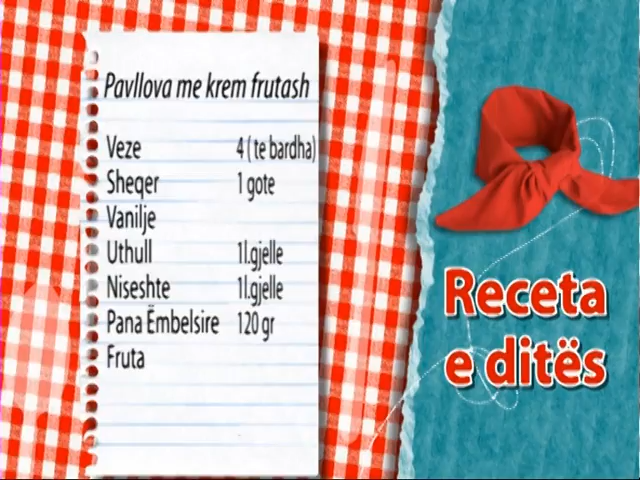 Pavllova me krem frutash
Veze 4 ( te bardha)
Sheqer 1 gote
Vanilje
Uthull 1l.gjelle
Niseshte 1l.gjelle
Pana Ëmbelsire 120 gr
Fruta
Receta
e ditës